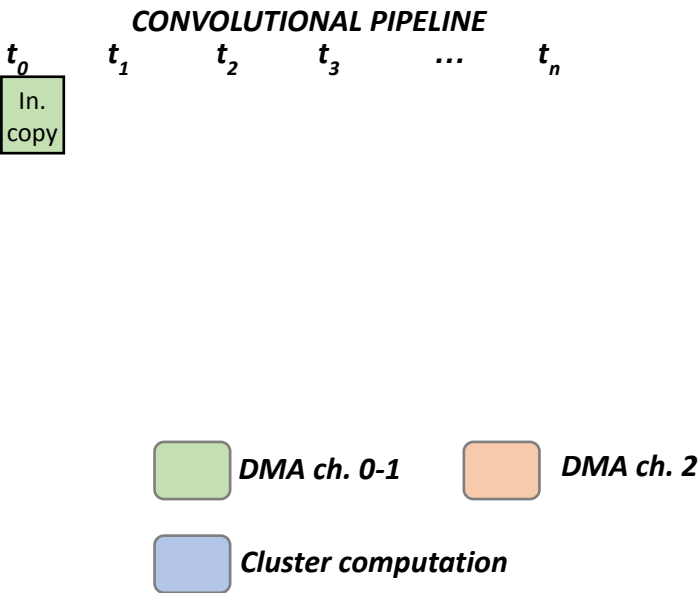 CONVOLUTIONAL PIPELINE
t0 t1 t2 t3 ... tn
In.
copy
DMA ch. 0-1 DMA ch. 2
Cluster computation